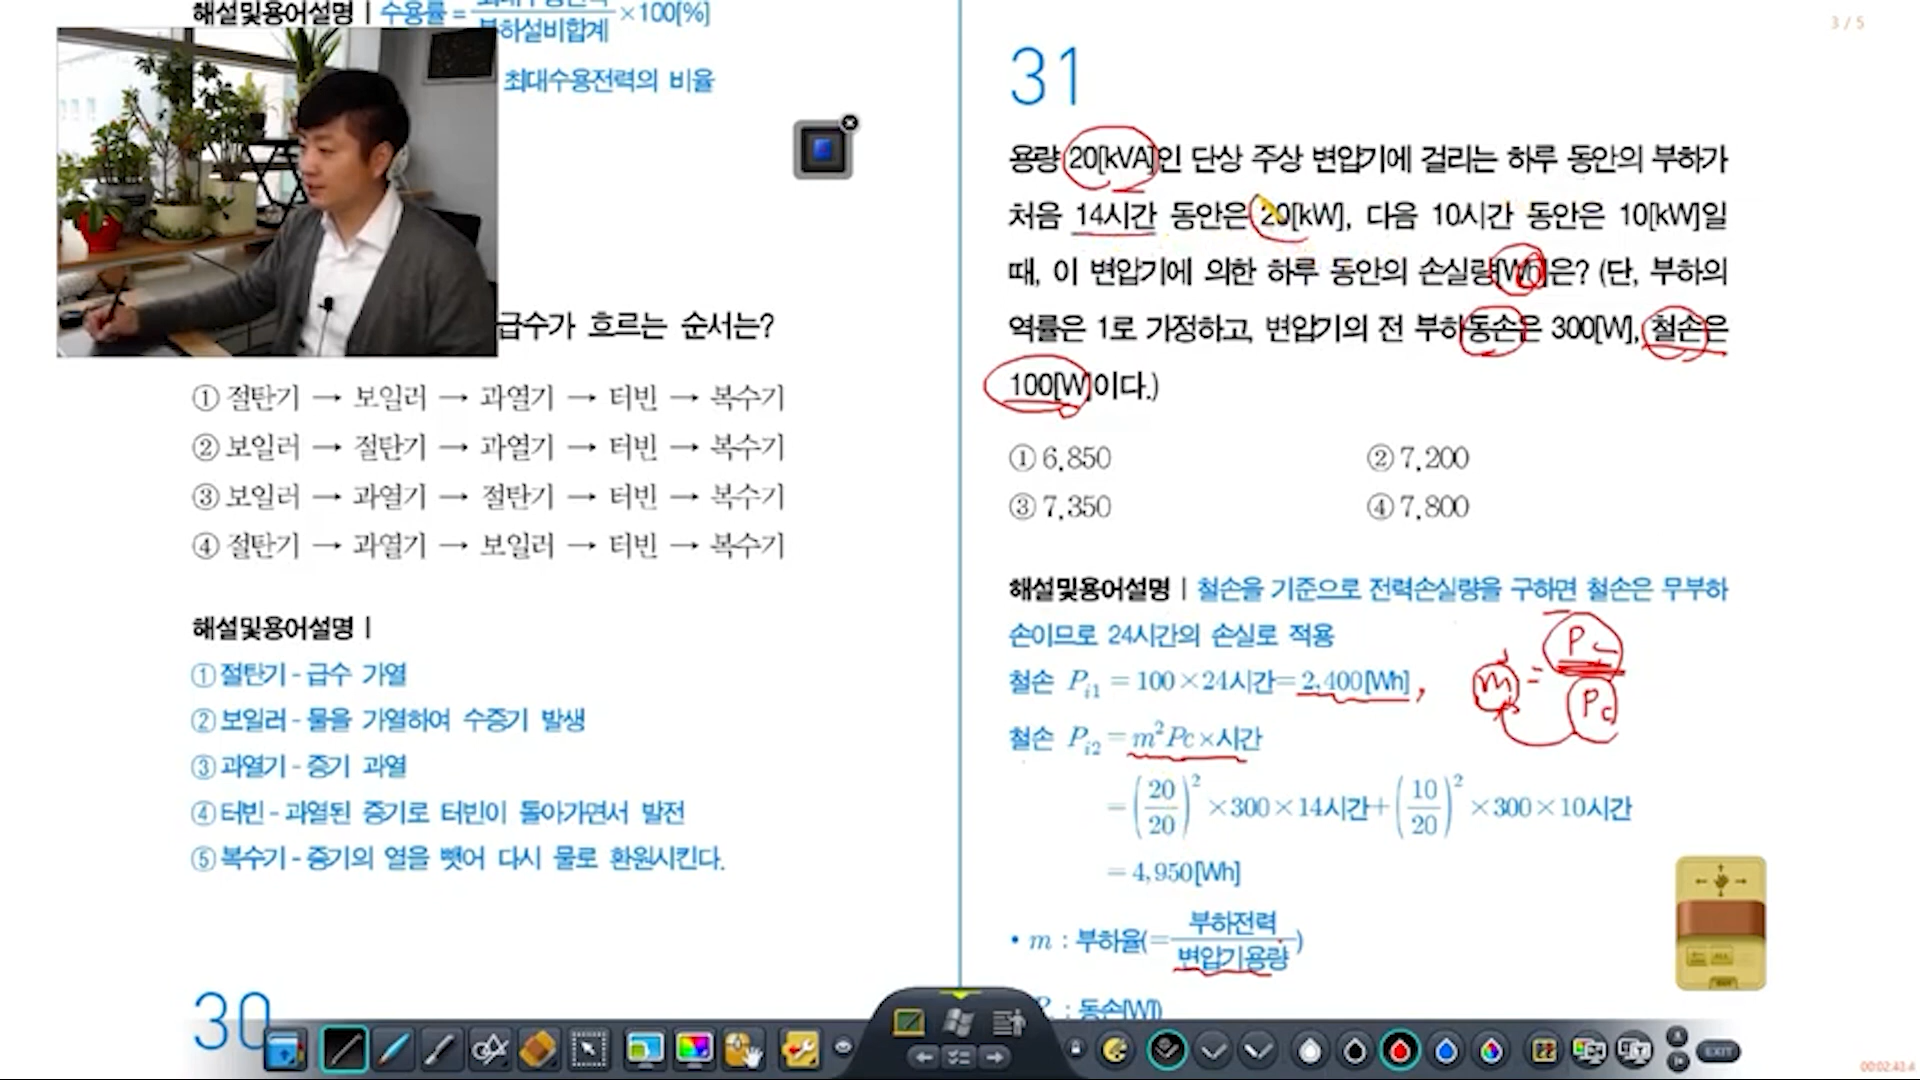 해설및용어설명 | 수용률 = 최대수용전력 ×100[%]
부하설비합계
최대수용전력의 비율
급수가 흐르는 순서는?
① 절탄기 → 보일러 → 과열기 → 터빈 → 복수기
② 보일러 → 절탄기 → 과열기 → 터빈 → 복수기
③ 보일러 → 과열기 → 절탄기 → 터빈 → 복수기
④ 절탄기 → 과열기 → 보일러 → 터빈 → 복수기
해설및용어설명 |
① 절탄기 - 급수 가열
② 보일러 - 물을 가열하여 수증기 발생
③ 과열기 - 증기 과열
④ 터빈 - 과열된 증기로 터빈이 돌아가면서 발전
⑤ 복수기 - 증기의 열을 뺏어 다시 물로 환원시킨다.
30
3 / 5
31
용량 20[kVA]인 단상 주상 변압기에 걸리는 하루 동안의 부하가
처음 14시간 동안은 20[kW], 다음 10시간 동안은 10[kW]일
때, 이 변압기에 의한 하루 동안의 손실량[Wh]은? (단, 부하의
역률은 1로 가정하고, 변압기의 전 부하동손은 300[W], 철손은
100[W]이다.)
① 6,850 ② 7,200
③ 7,350 ④ 7,800
해설및용어설명 | 철손을 기준으로 전력손실량을 구하면 철손은 무부하
손이므로 24시간의 손실로 적용
철손 P_{i1} = 100×24시간= 2,400[Wh],
철손 P_{i2} = m²Pc×시간
m = P_L / P_c
= (20/20)² ×300×14시간+(10/20)² ×300×10시간
= 4,950[Wh]
• m : 부하율(= 부하전력 / 변압기용량)
: 동손[W])
EXIT
00:02:43.4